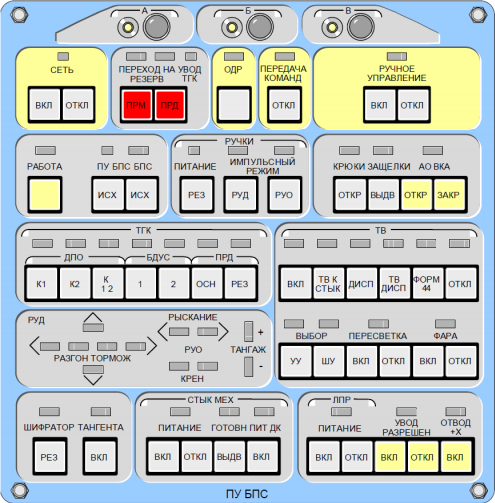 А Б В
СЕТЬ
ВКЛ ОТКЛ
ПЕРЕХОД НА УВОД
РЕЗЕРВ ТГК
ПРМ ПРД
ОДР
ПЕРЕДАЧА
КОМАНД
ОТКЛ
РУЧНОЕ
УПРАВЛЕНИЕ
ВКЛ ОТКЛ
РАБОТА
ПУ БПС БПС
ИСХ ИСХ
РУЧКИ
ПИТАНИЕ ИМПУЛЬСНЫЙ
РЕЖИМ
РЕЗ РУД РУО
КРЮКИ ЗАЩЕЛКИ АО ВКА
ОТКР ВЫДВ ОТКР ЗАКР
ТГК
ДПО БДУС ПРД
К1 К2 К
1 2 1 2 ОСН РЕЗ
ТВ
ВКЛ ТВ К
СТЫК ДИСП ТВ
ДИСП ФОРМ
44 ОТКЛ
ВЫБОР ПЕРЕСВЕТКА ФАРА
УУ ШУ ВКЛ ОТКЛ ВКЛ ОТКЛ
РУД
РАЗГОН ТОРМОЖ
РЫСКАНИЕ
РУО
КРЕН
+
ТАНГАЖ
-
ШИФРАТОР ТАНГЕНТА
РЕЗ ВКЛ
СТЫК МЕХ
ПИТАНИЕ ГОТОВН ПИТ ДК
ВКЛ ОТКЛ ВЫДВ ВКЛ ОТКЛ
ЛПР
ПИТАНИЕ УВОД
РАЗРЕШЕН ОТВОД
+Х
ВКЛ ОТКЛ ВКЛ ОТКЛ ВКЛ
ПУ БПС